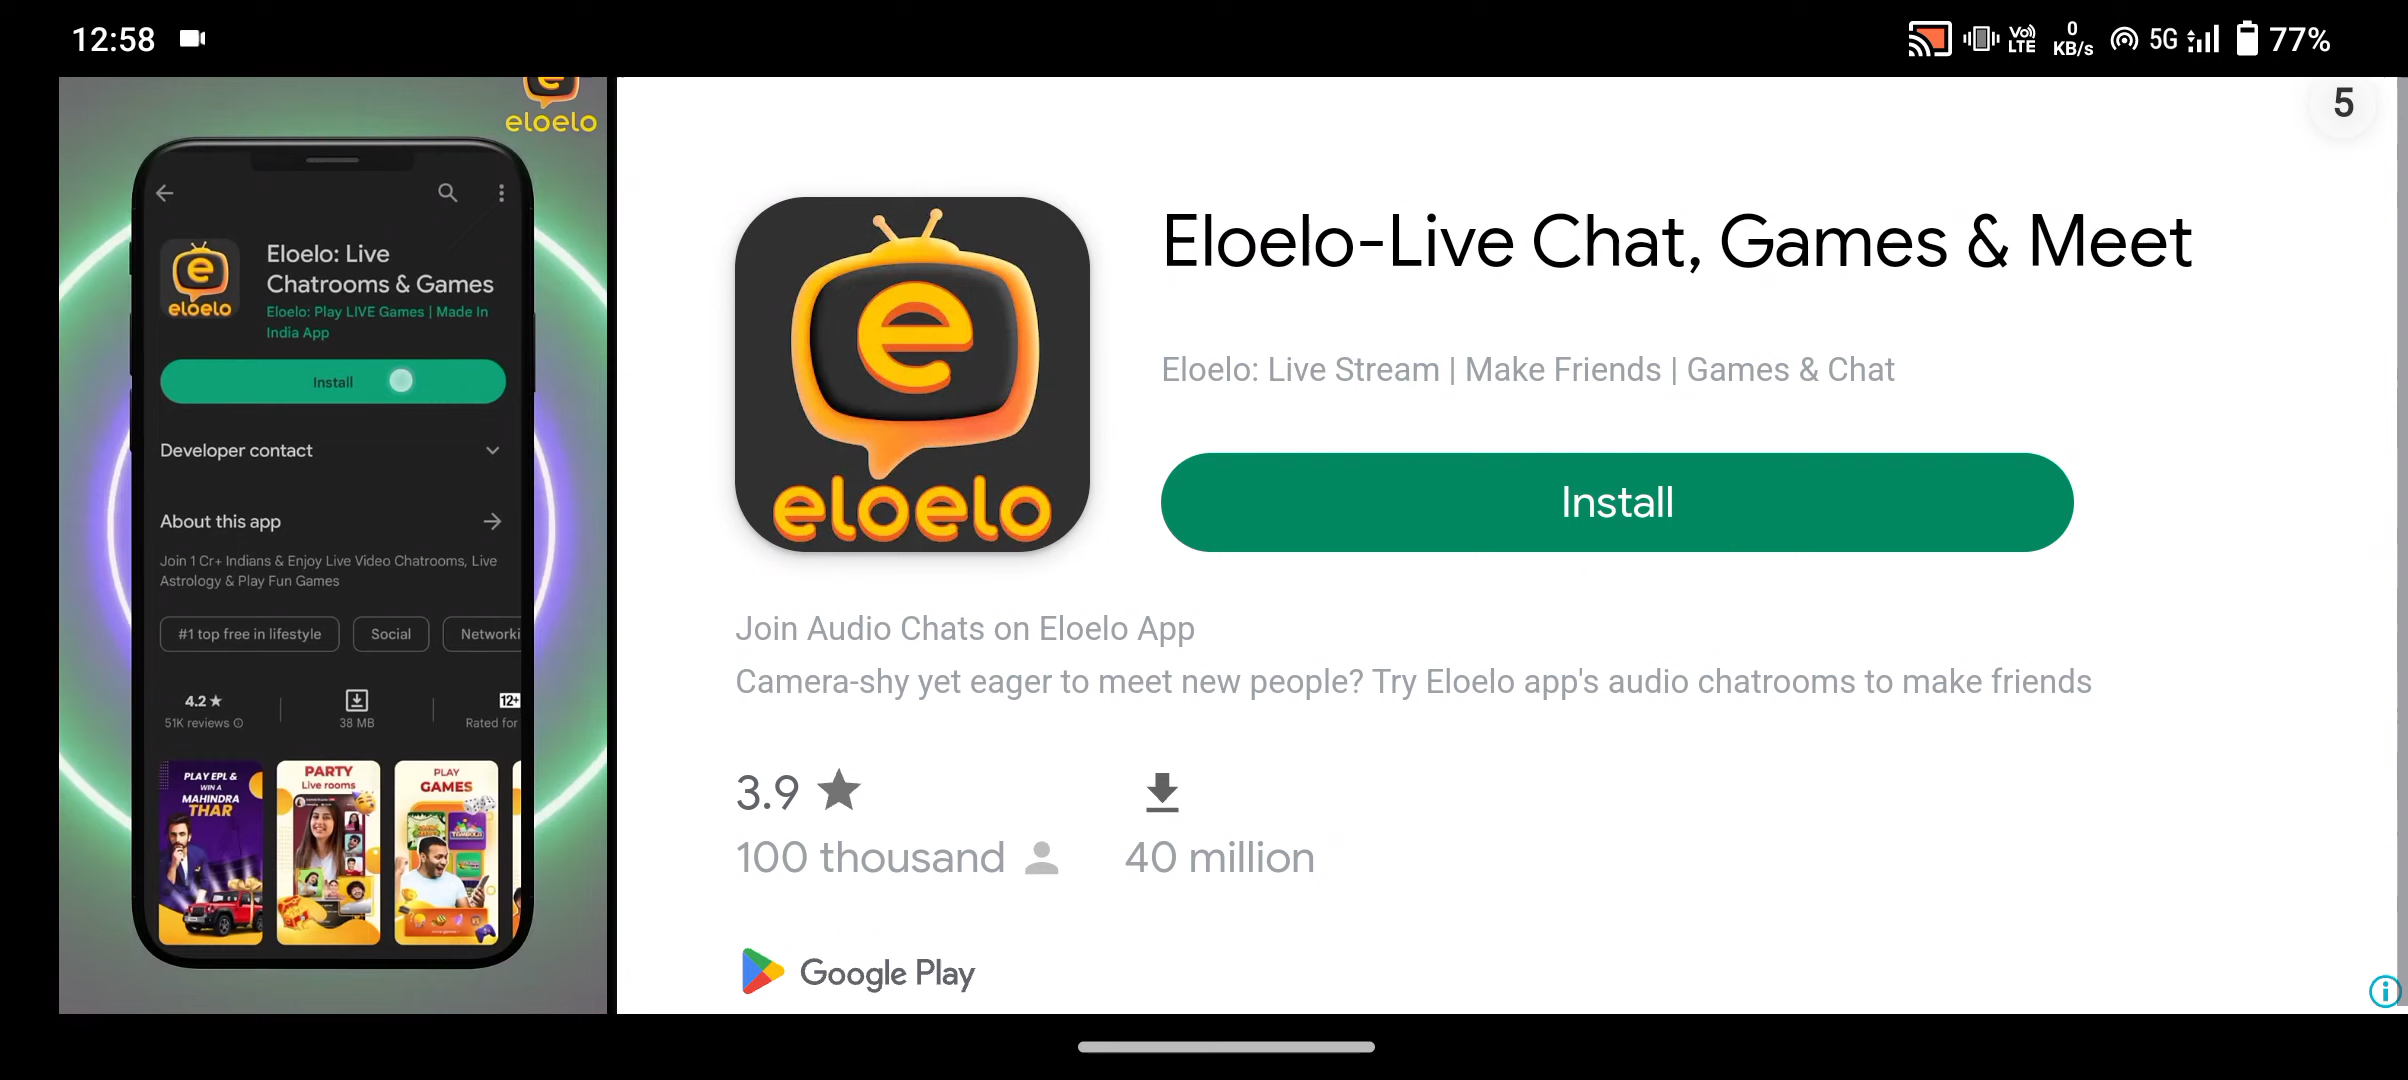 12:58
Vo)
LTE
0
KB/s
5G
77%
eloelo
Eloelo: Live
Chatrooms & Games
eloelo
Eloelo: Play LIVE Games | Made In
India App
Install
Developer contact
About this app
Join 1 Cr+ Indians & Enjoy Live Video Chatrooms, Live
Astrology & Play Fun Games
#1 top free in lifestyle
Social
Networki
4.2★
51K reviews
38 MB
12+
Rated for
PLAY EPL &
WIN A
MAHINDRA
THAR
PARTY
Live rooms
PLAY
GAMES
5
e
eloelo
Eloelo-Live Chat, Games & Meet
Eloelo: Live Stream | Make Friends | Games & Chat
Install
Join Audio Chats on Eloelo App
Camera-shy yet eager to meet new people? Try Eloelo app's audio chatrooms to make friends
3.9 ★
100 thousand
40 million
Google Play